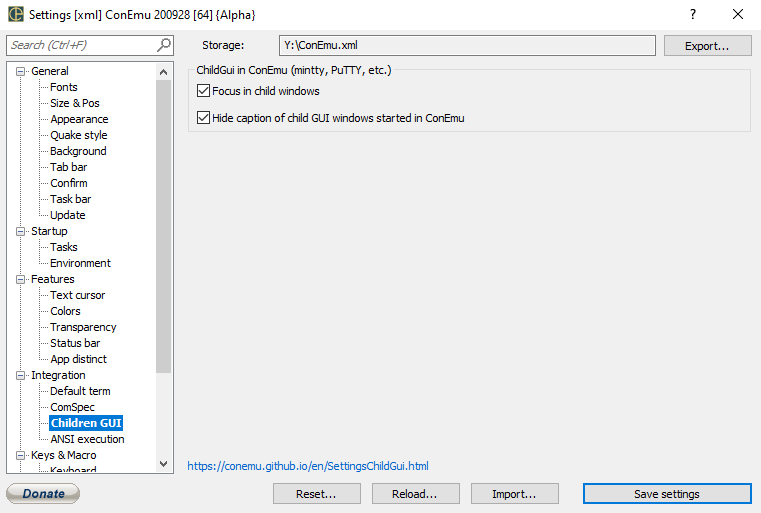 Settings [xml] ConEmu 200928 [64] {Alpha}
Search (Ctrl+F)
Storage:
Y:\ConEmu.xml
Export...
General
Fonts
Size & Pos
Appearance
Quake style
Background
Tab bar
Confirm
Task bar
Update
Startup
Tasks
Environment
Features
Text cursor
Colors
Transparency
Status bar
App distinct
Integration
Default term
ComSpec
Children GUI
ANSI execution
Keys & Macro
Keyboard
ChildGui in ConEmu (mintty, PuTTY, etc.)
Focus in child windows
Hide caption of child GUI windows started in ConEmu
https://conemu.github.io/en/SettingsChildGui.html
Donate
Reset...
Reload...
Import...
Save settings